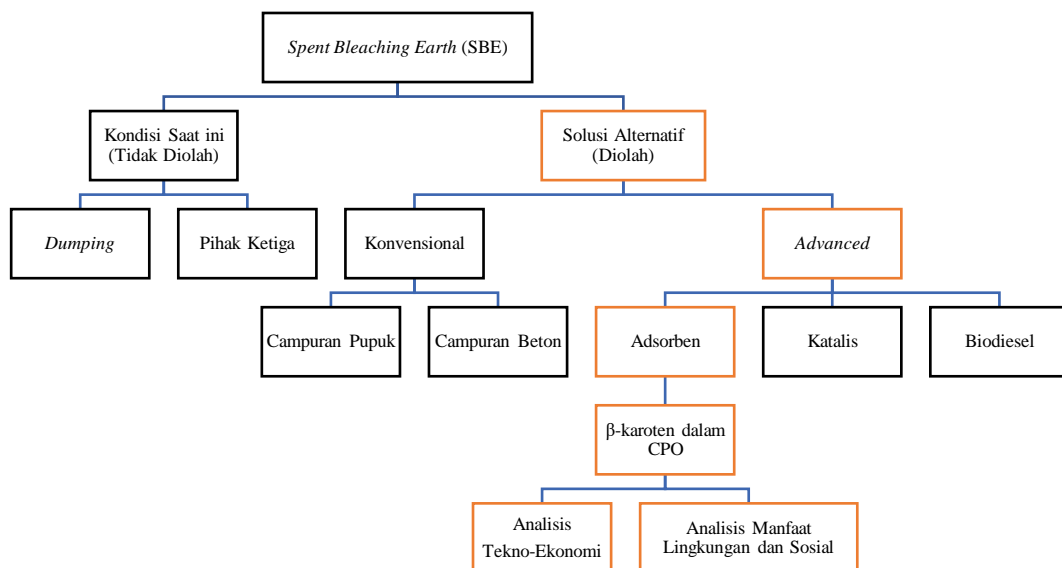 Spent Bleaching Earth (SBE)
Kondisi Saat ini
(Tidak Diolah)
Solusi Alternatif
(Diolah)
Dumping
Pihak Ketiga
Konvensional
Advanced
Campuran Pupuk
Campuran Beton
Adsorben
Katalis
Biodiesel
β-karoten dalam
CPO
Analisis
Tekno-Ekonomi
Analisis Manfaat
Lingkungan dan Sosial